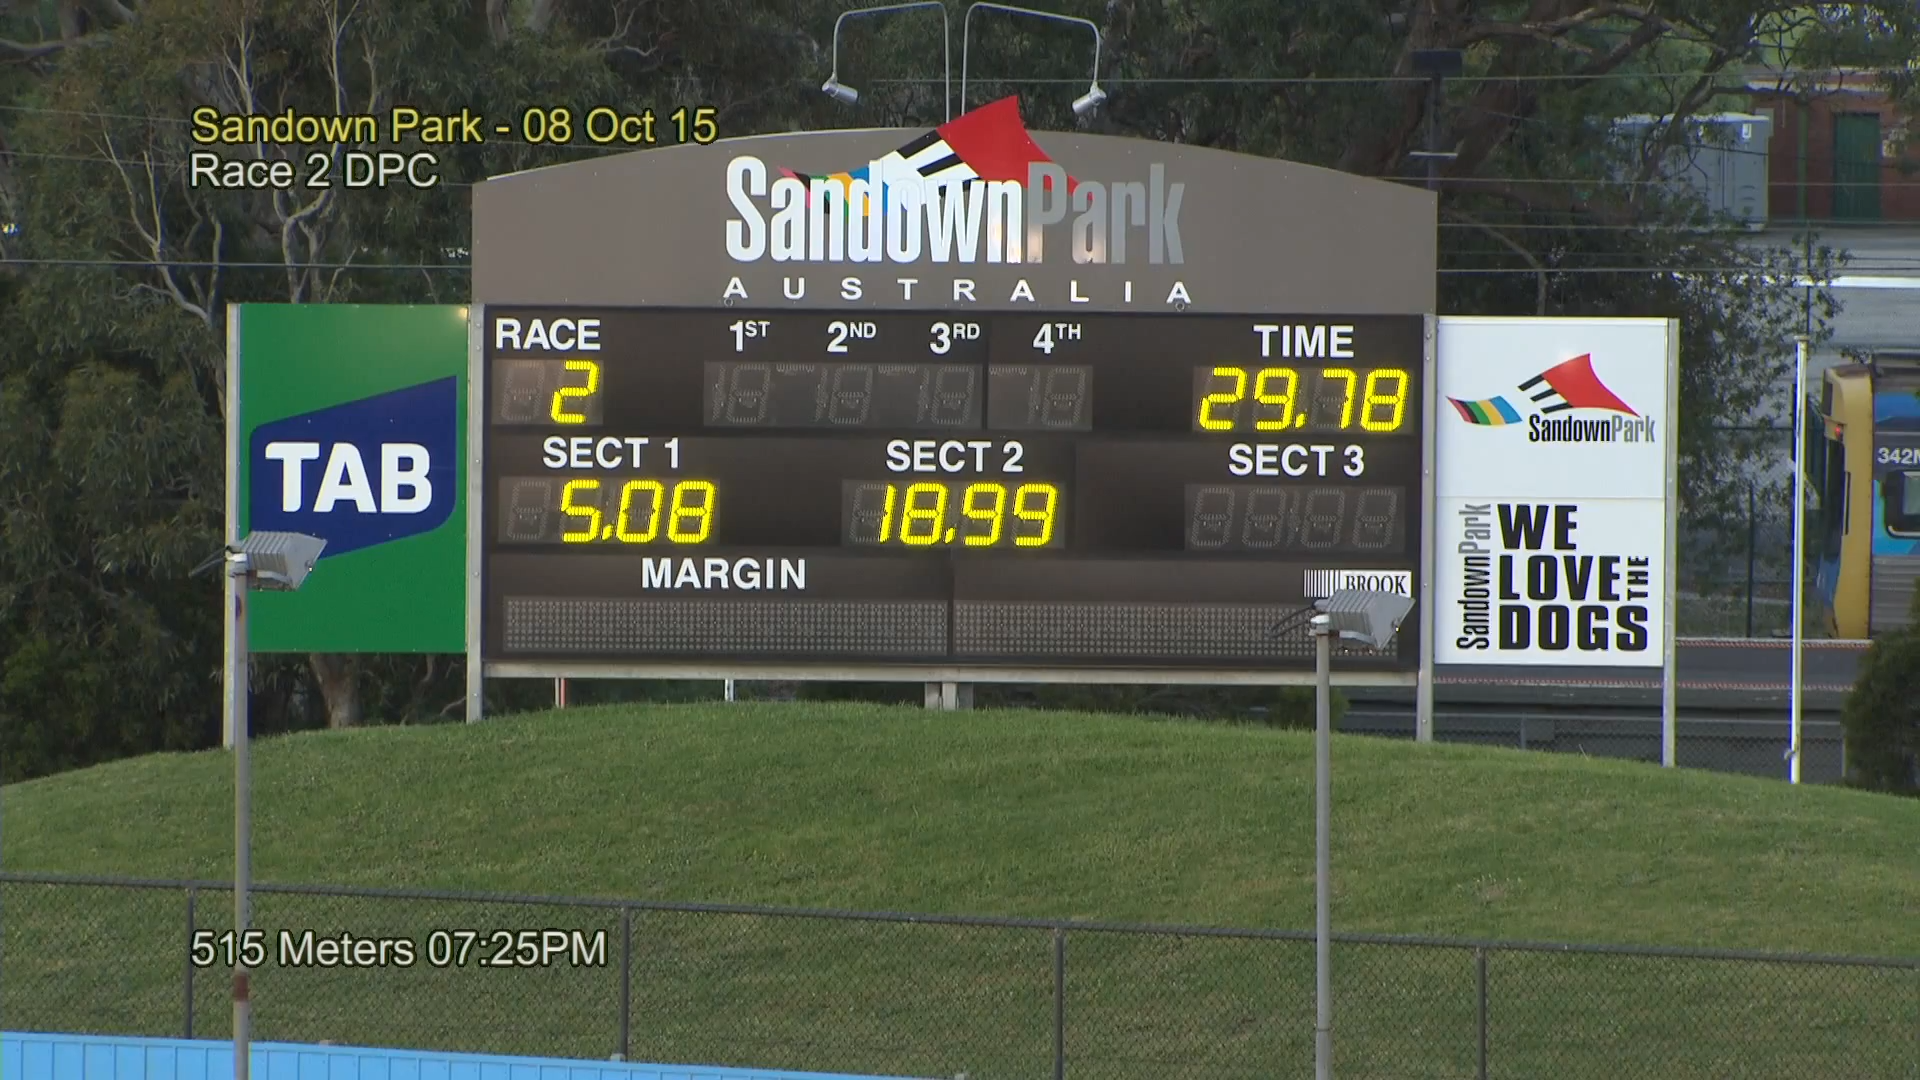 Sandown Park - 08 Oct 15
Race 2 DPC
SandownPark
AUSTRALIA
RACE 1ST 2ND 3RD 4TH TIME
2 29.78
SECT 1 SECT 2 SECT 3
5.08 18.99
MARGIN
BROOK
TAB
SandownPark
SandownPark
WE
LOVE THE
DOGS
342M
515 Meters 07:25PM